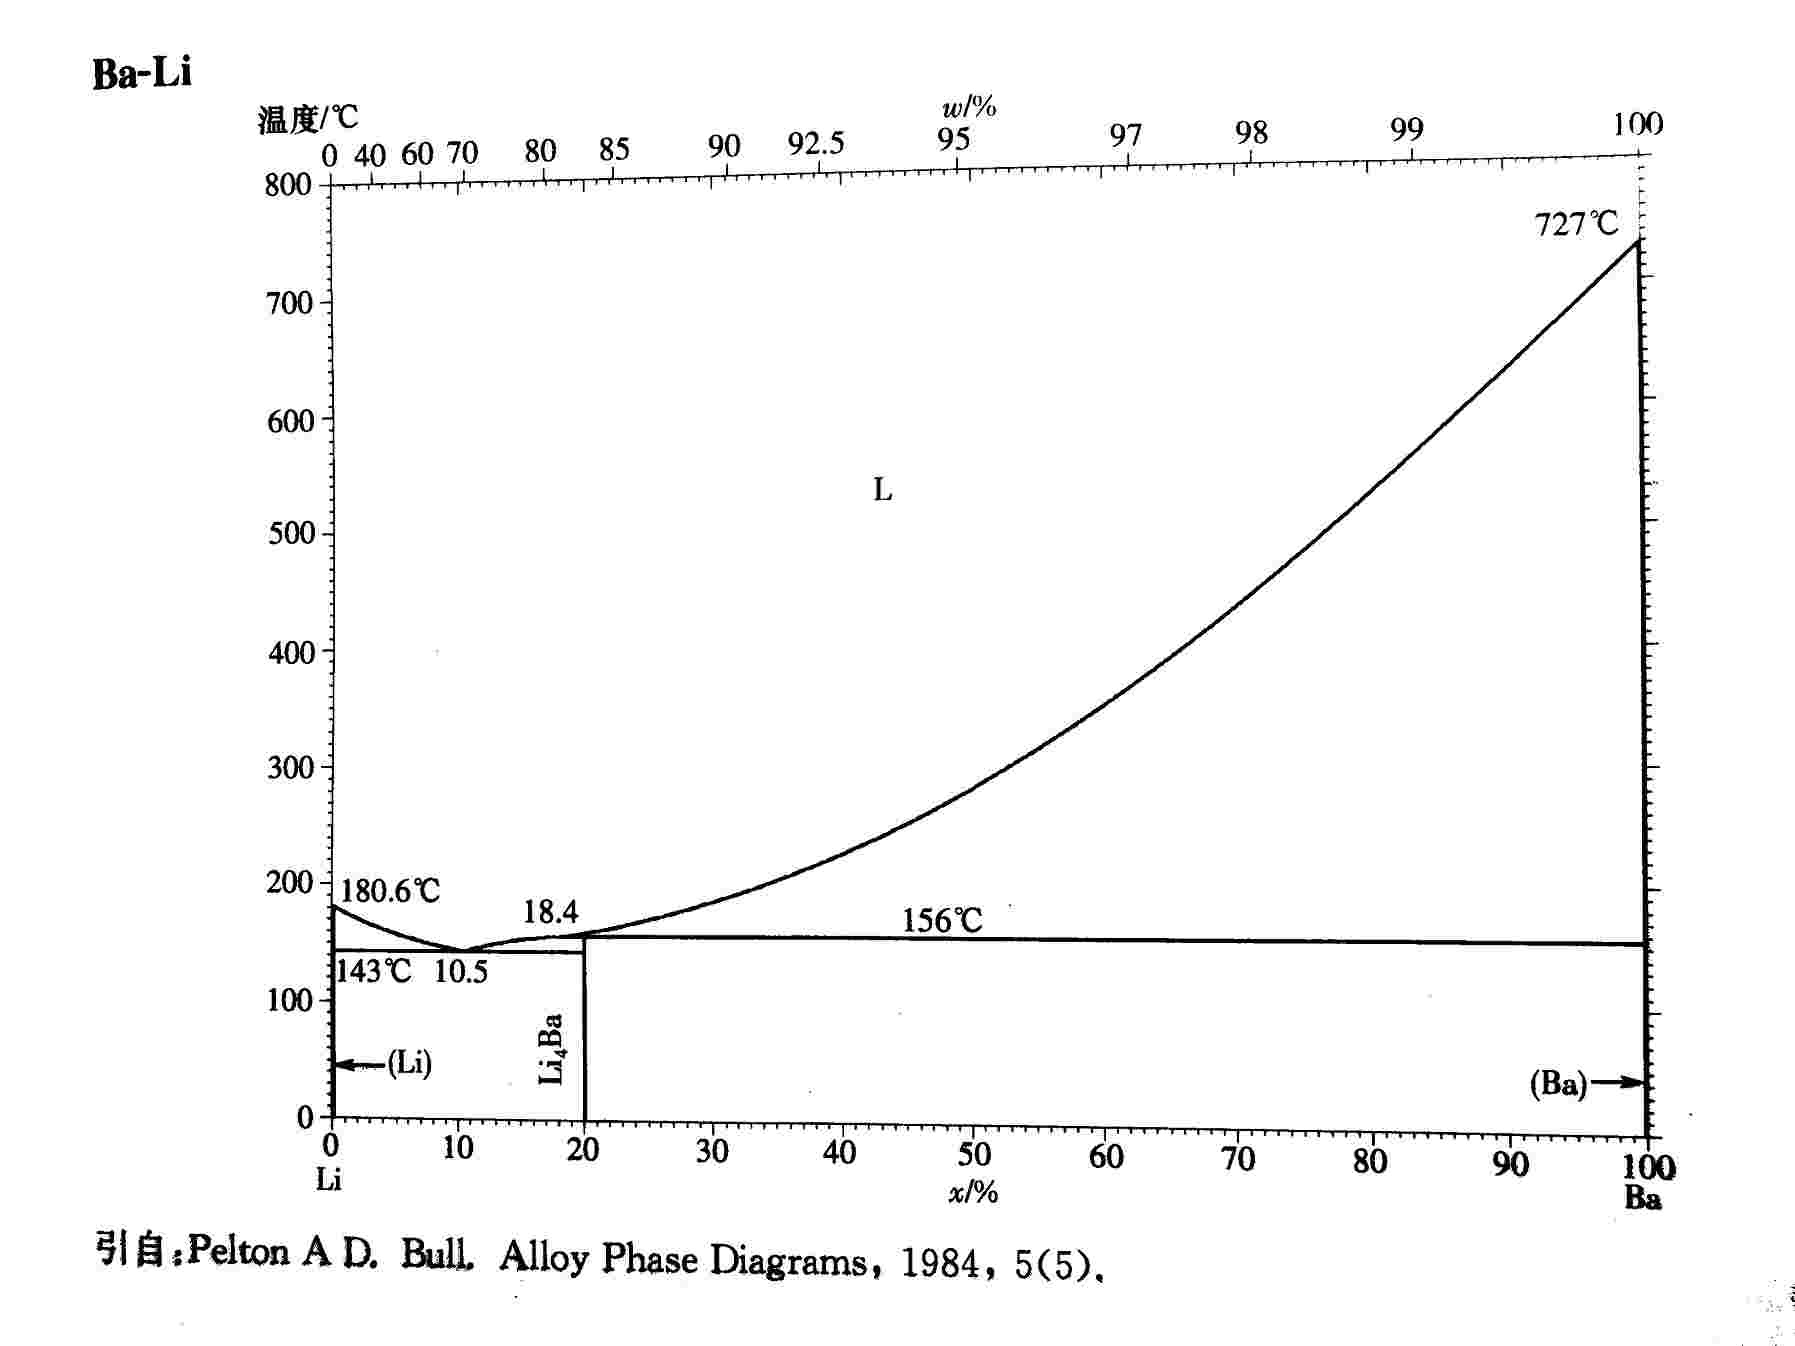 Ba-Li
温度/℃
w/%
0 40 60 70 80 85 90 92.5 95 97 98 99 100
800
727℃
700
600
L
500
400
300
200
180.6℃
18.4
156℃
143℃ 10.5
100
Li₄Ba
(Li)
(Ba)
0
0 10 20 30 40 50 60 70 80 90 100
Li
x/%
Ba
引自:Pelton A D. Bull. Alloy Phase Diagrams, 1984, 5(5).